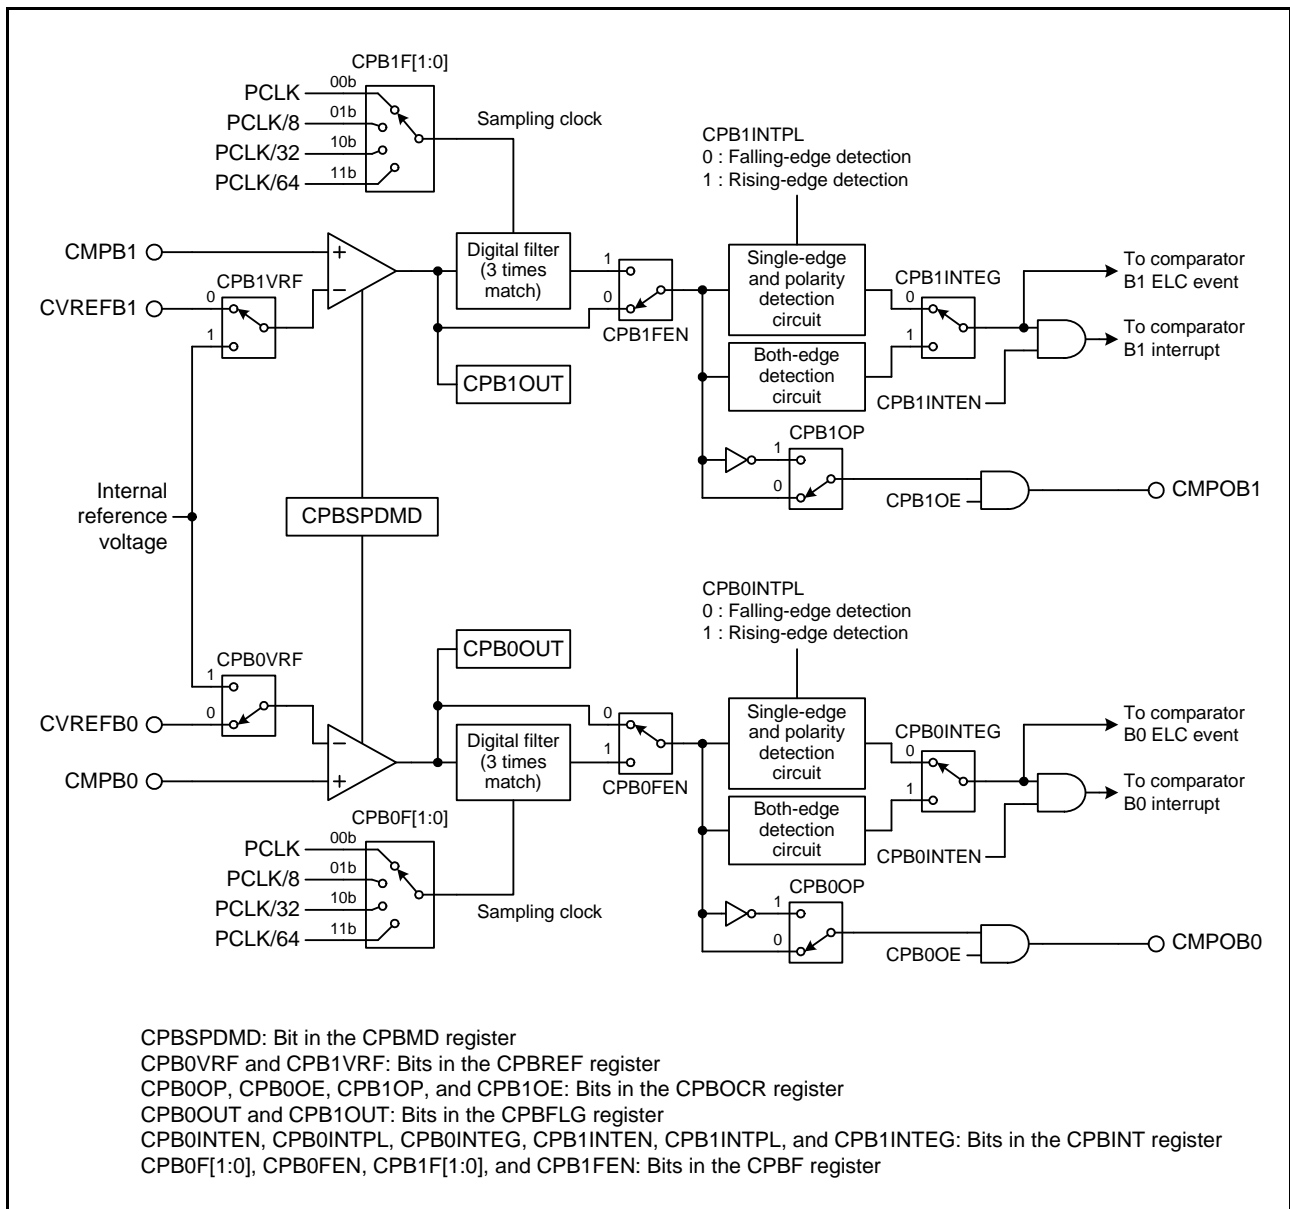 CPB1F[1:0]
PCLK
00b
PCLK/8
01b
PCLK/32
10b
PCLK/64
11b
Sampling clock
CPB1INTPL
0 : Falling-edge detection
1 : Rising-edge detection
CMPB1
+
−
CVREFB1
CPB1VRF
0
1
Digital filter
(3 times
match)
1
0
CPB1FEN
CPB1OUT
Single-edge
and polarity
detection
circuit
Both-edge
detection
circuit
CPB1INTEG
0
1
CPB1INTEN
To comparator
B1 ELC event
To comparator
B1 interrupt
CPB1OP
1
0
CPB1OE
CMPOB1
Internal
reference
voltage
CPBSPDMD
CPB0INTPL
0 : Falling-edge detection
1 : Rising-edge detection
CPB0OUT
CPB0VRF
1
0
CVREFB0
CMPB0
−
+
Digital filter
(3 times
match)
0
1
CPB0FEN
Single-edge
and polarity
detection
circuit
Both-edge
detection
circuit
CPB0INTEG
0
1
CPB0INTEN
To comparator
B0 ELC event
To comparator
B0 interrupt
CPB0F[1:0]
PCLK
00b
PCLK/8
01b
PCLK/32
10b
PCLK/64
11b
Sampling clock
CPB0OP
1
0
CPB0OE
CMPOB0
CPBSPDMD: Bit in the CPBMD register
CPB0VRF and CPB1VRF: Bits in the CPBREF register
CPB0OP, CPB0OE, CPB1OP, and CPB1OE: Bits in the CPBOCR register
CPB0OUT and CPB1OUT: Bits in the CPBFLG register
CPB0INTEN, CPB0INTPL, CPB0INTEG, CPB1INTEN, CPB1INTPL, and CPB1INTEG: Bits in the CPBINT register
CPB0F[1:0], CPB0FEN, CPB1F[1:0], and CPB1FEN: Bits in the CPBF register